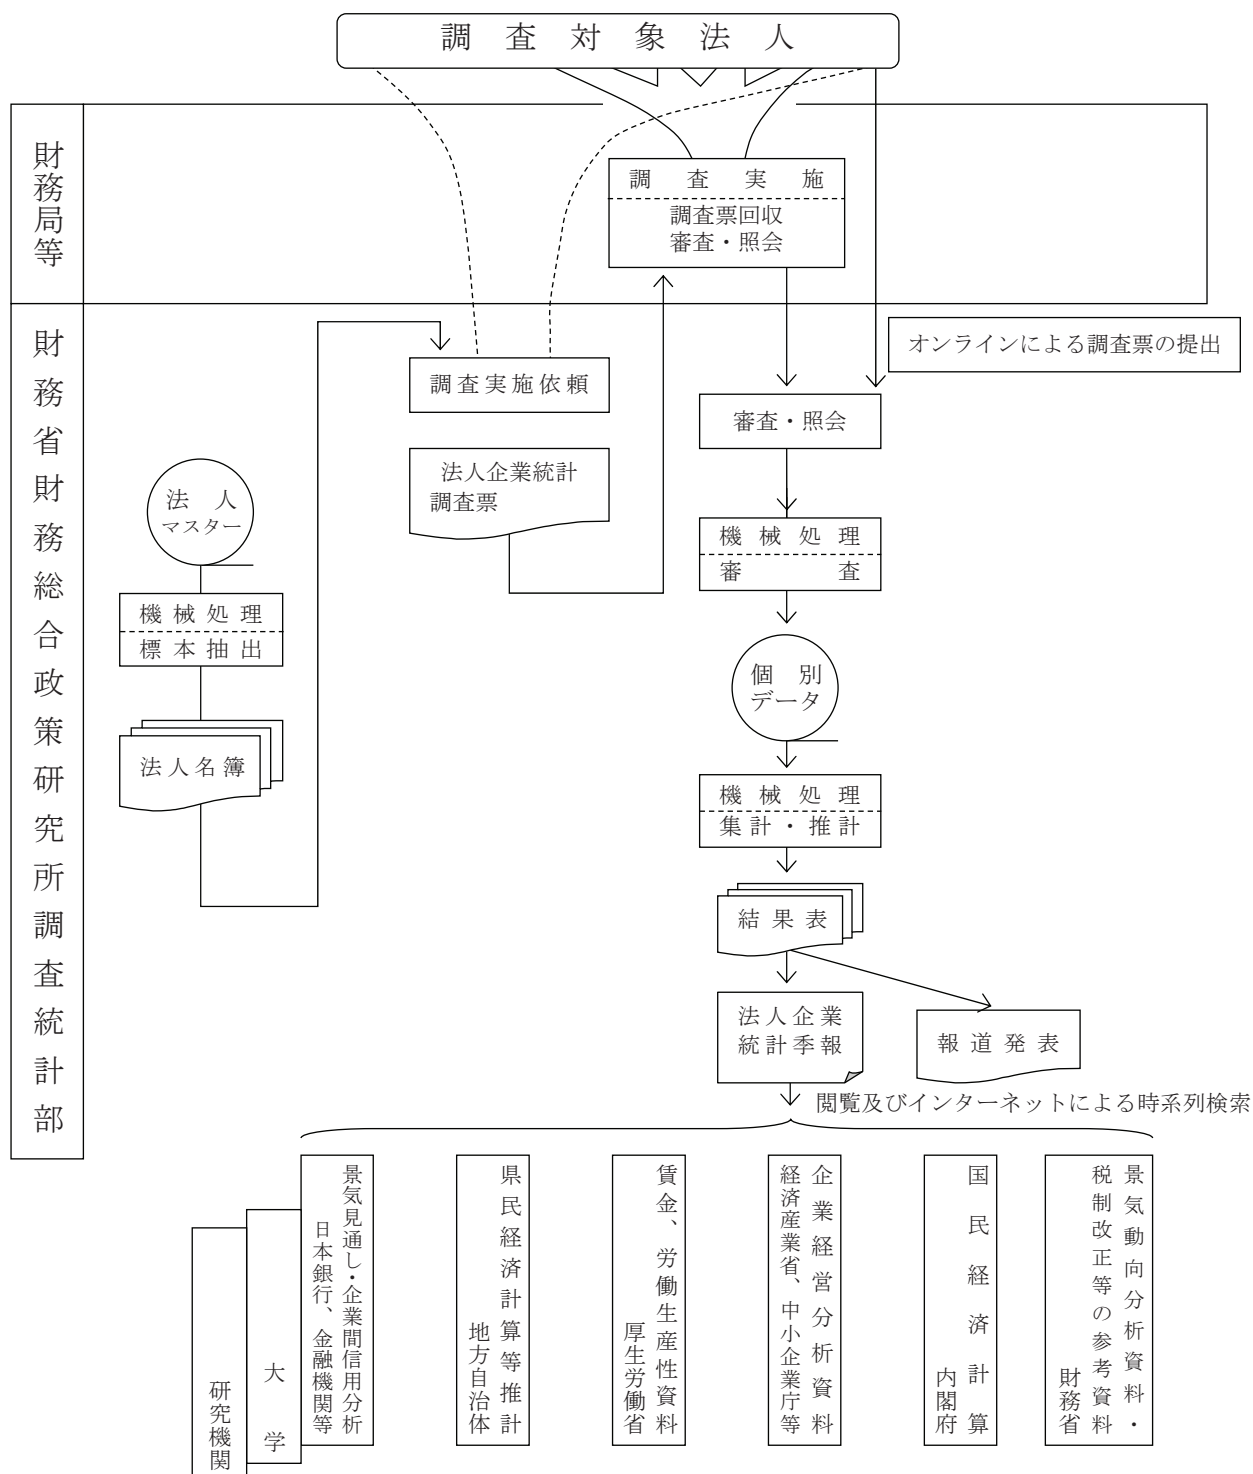 調査対象法人
財務局等
調査実施
調査票回収
審査・照会
財務省財務総合政策研究所調査統計部
オンラインによる調査票の提出
調査実施依頼
審査・照会
法人企業統計
調査票
法人
マスター
機械処理
審査
機械処理
標本抽出
個別
データ
法人名簿
機械処理
集計・推計
結果表
法人企業
統計季報
報道発表
閲覧及びインターネットによる時系列検索
景気動向分析資料・
税制改正等の参考資料
財務省
国民経済計算
内閣府
企業経営分析資料
経済産業省、中小企業庁等
賃金、労働生産性資料
厚生労働省
県民経済計算等推計
地方自治体
景気見通し・企業間信用分析
日本銀行、金融機関等
大学
研究機関